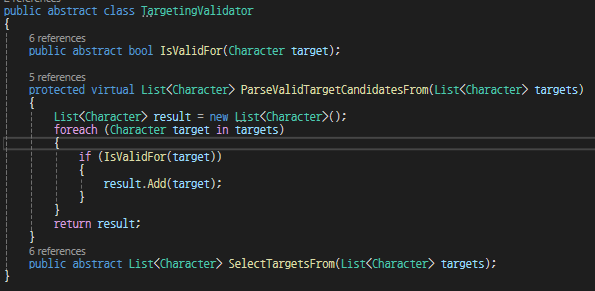 2 references
public abstract class TargetingValidator
{
6 references
public abstract bool IsValidFor(Character target);
5 references
protected virtual List<Character> ParseValidTargetCandidatesFrom(List<Character> targets)
{
List<Character> result = new List<Character>();
foreach (Character target in targets)
{
if (IsValidFor(target))
{
result.Add(target);
}
}
return result;
}
6 references
public abstract List<Character> SelectTargetsFrom(List<Character> targets);
}